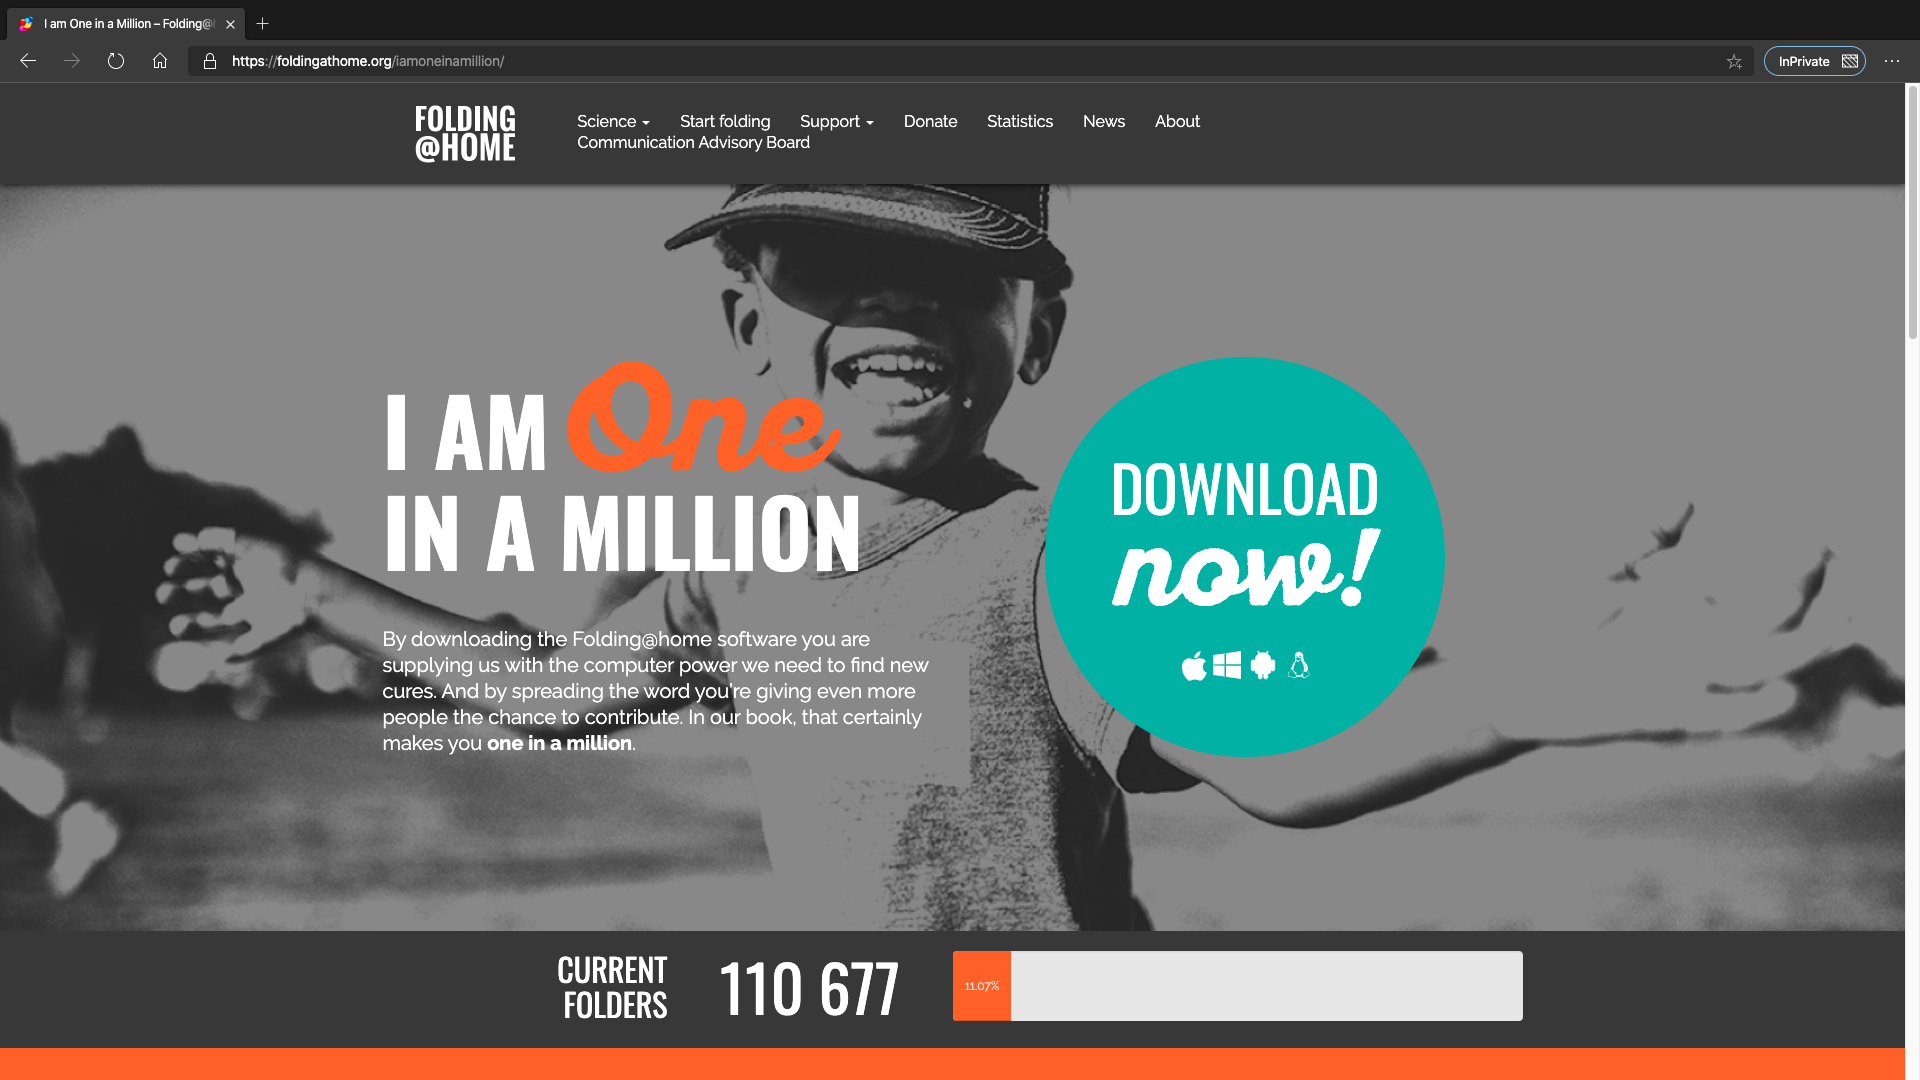 I am One in a Million – Folding@h
https://foldingathome.org/iamoneinamillion/
InPrivate
FOLDING
@HOME
Science
Start folding
Support
Donate
Statistics
News
About
Communication Advisory Board
I AM One
IN A MILLION
By downloading the Folding@home software you are
supplying us with the computer power we need to find new
cures. And by spreading the word you're giving even more
people the chance to contribute. In our book, that certainly
makes you one in a million.
DOWNLOAD
now!
CURRENT
FOLDERS
110 677
11.07%